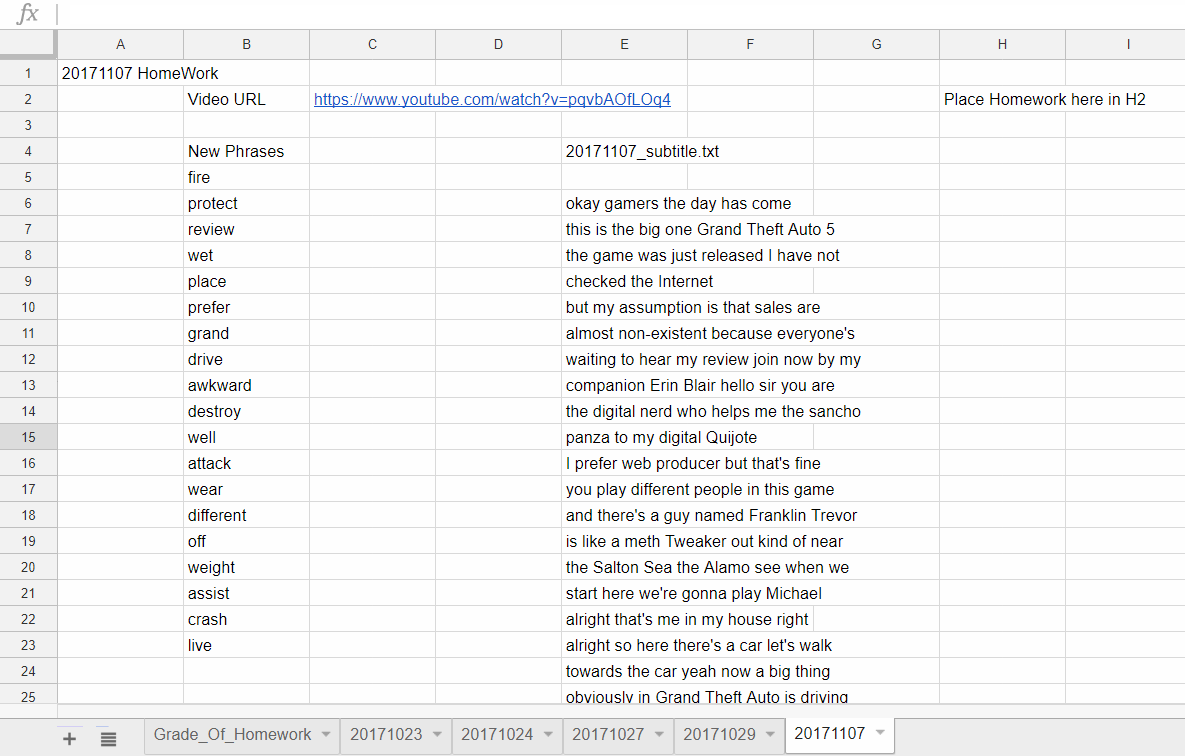 fx
A B C D E F G H I
1 20171107 HomeWork
2 Video URL https://www.youtube.com/watch?v=pqvbAOfLOq4 Place Homework here in H2
3
4 New Phrases 20171107_subtitle.txt
5 fire
6 protect okay gamers the day has come
7 review this is the big one Grand Theft Auto 5
8 wet the game was just released I have not
9 place checked the Internet
10 prefer but my assumption is that sales are
11 grand almost non-existent because everyone's
12 drive waiting to hear my review join now by my
13 awkward companion Erin Blair hello sir you are
14 destroy the digital nerd who helps me the sancho
15 well panza to my digital Quijote
16 attack I prefer web producer but that's fine
17 wear you play different people in this game
18 different and there's a guy named Franklin Trevor
19 off is like a meth Tweaker out kind of near
20 weight the Salton Sea the Alamo see when we
21 assist start here we're gonna play Michael
22 crash alright that's me in my house right
23 live alright so here there's a car let's walk
24 towards the car yeah now a big thing
25 obviously in Grand Theft Auto is driving
Grade_Of_Homework 20171023 20171024 20171027 20171029 20171107